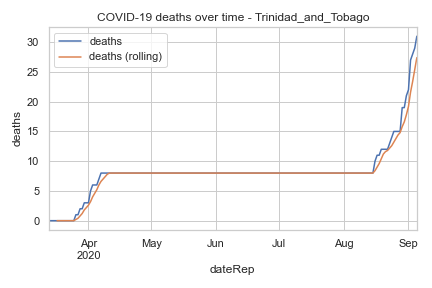 COVID-19 deaths over time - Trinidad_and_Tobago
deaths
deaths (rolling)
deaths
30
25
20
15
10
5
0
Apr May Jun Jul Aug Sep
2020
dateRep